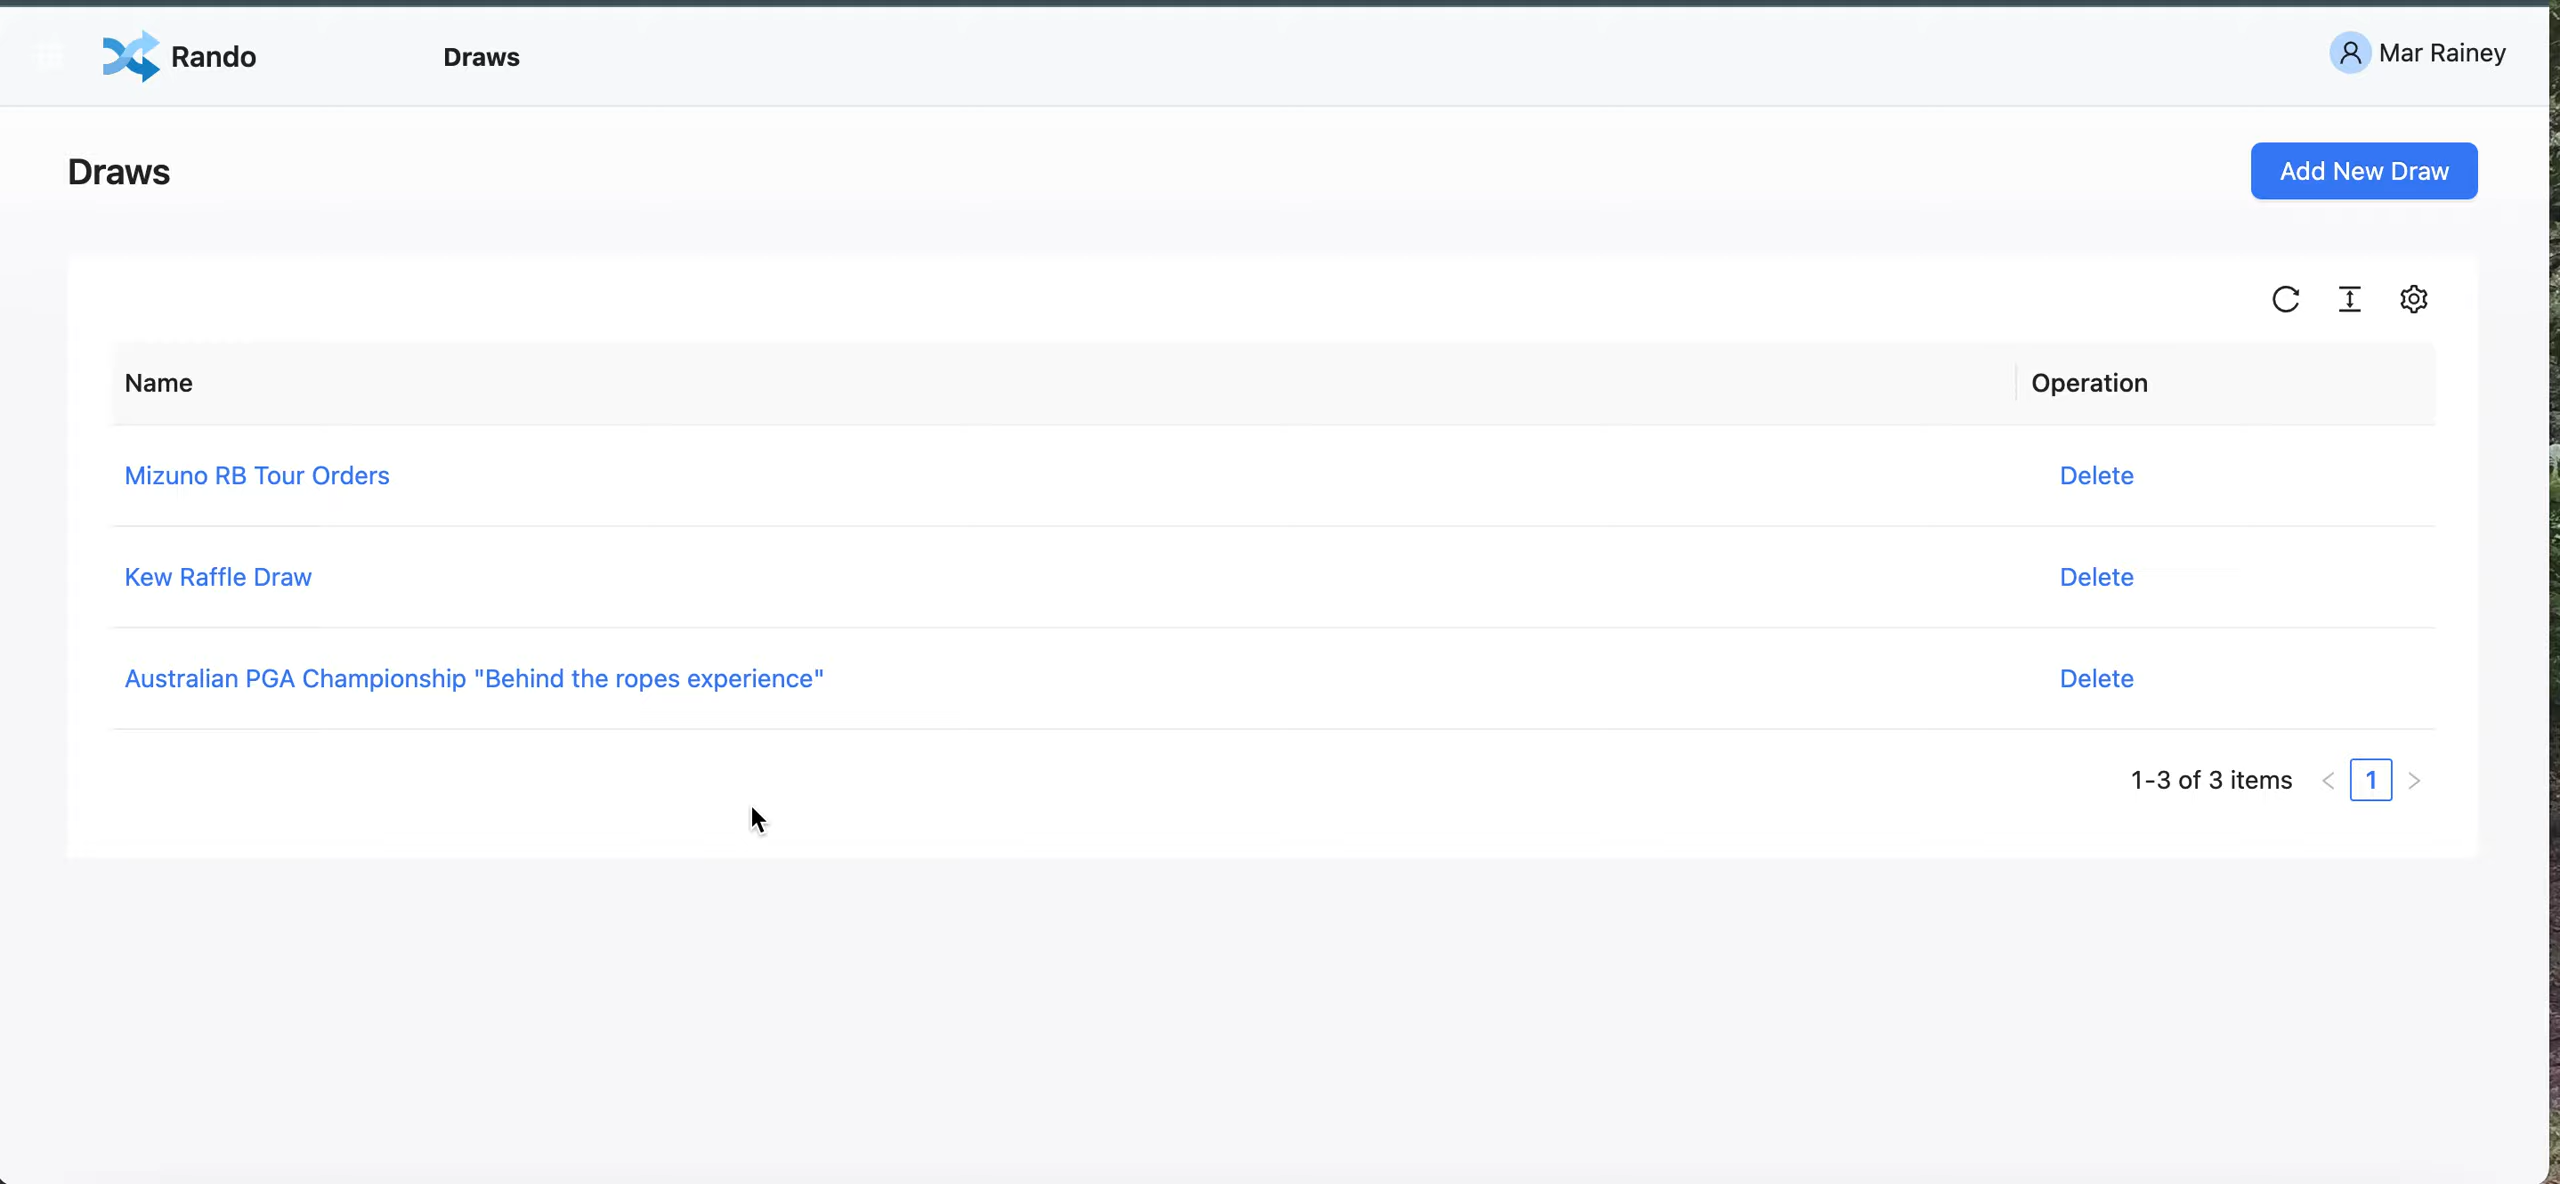 Rando
Draws
Mar Rainey
Draws
Add New Draw
Name
Operation
Mizuno RB Tour Orders
Delete
Kew Raffle Draw
Delete
Australian PGA Championship "Behind the ropes experience"
Delete
1-3 of 3 items < 1 >